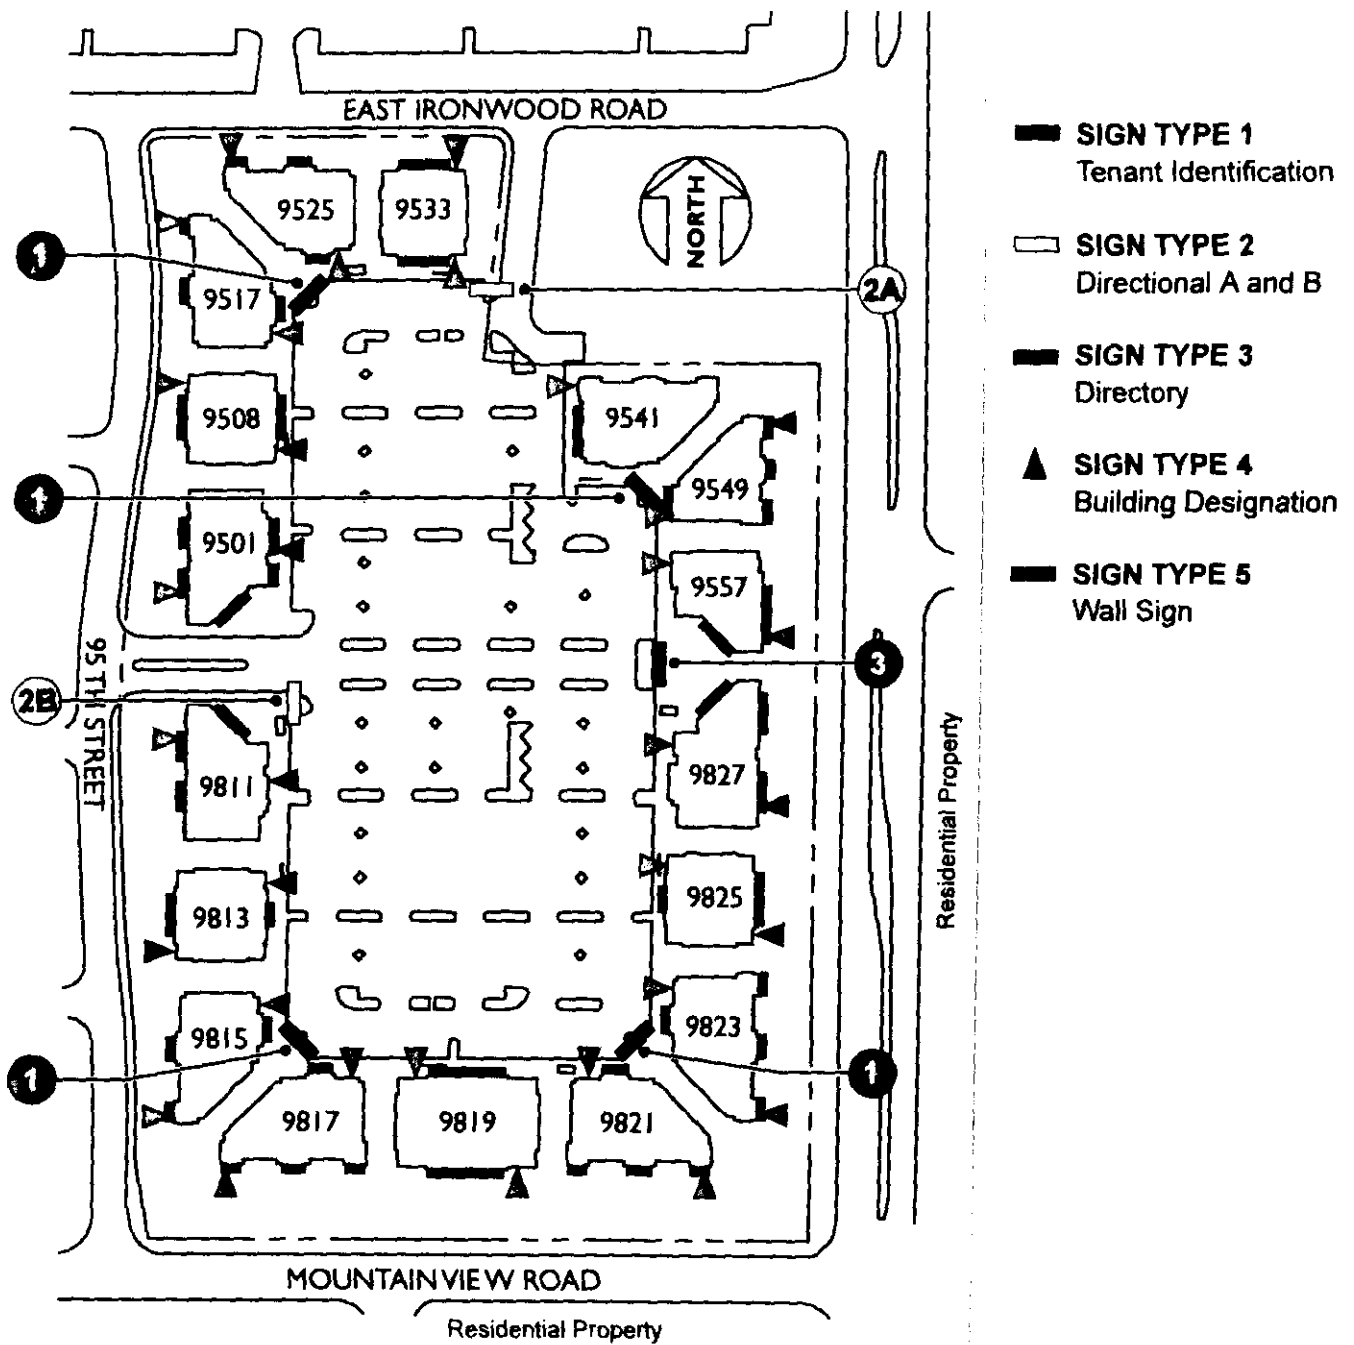 EAST IRONWOOD ROAD
SIGN TYPE 1
Tenant Identification
NORTH
9525
9533
SIGN TYPE 2
Directional A and B
1
9517
2A
SIGN TYPE 3
Directory
9508
9541
SIGN TYPE 4
Building Designation
1
9549
9501
9557
SIGN TYPE 5
Wall Sign
95TH STREET
3
2B
9811
9827
Residential Property
9813
9825
9815
9823
1
1
9817
9819
9821
MOUNTAIN VIEW ROAD
Residential Property